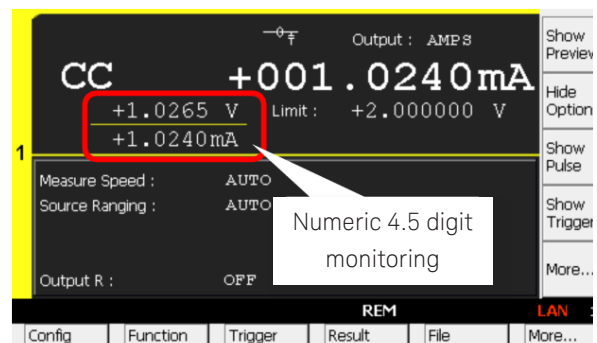 Output : AMPS
CC +001.0240mA
+1.0265 V Limit : +2.000000 V
+1.0240mA
1
Measure Speed : AUTO
Source Ranging : AUTO
Output R : OFF
Numeric 4.5 digit
monitoring
Show
Preview
Hide
Option
Show
Pulse
Show
Trigger
More...
REM LAN
Config Function Trigger Result File More...